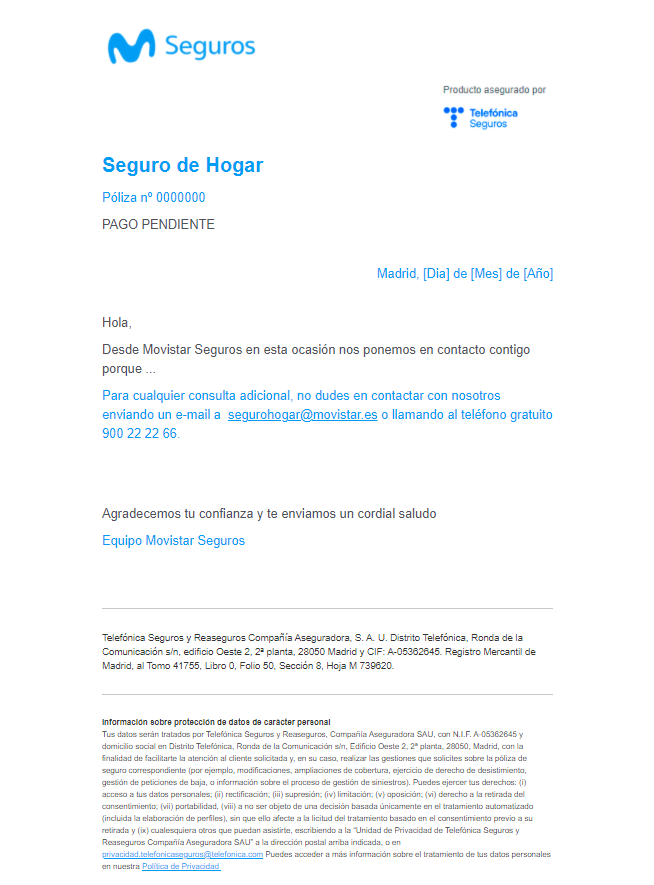 Seguros
Producto asegurado por
Telefónica
Seguros
Seguro de Hogar
Póliza nº 0000000
PAGO PENDIENTE
Madrid, [Dia] de [Mes] de [Año]
Hola,
Desde Movistar Seguros en esta ocasión nos ponemos en contacto contigo
porque ...
Para cualquier consulta adicional, no dudes en contactar con nosotros
enviando un e-mail a segurohogar@movistar.es o llamando al teléfono gratuito
900 22 22 66.
Agradecemos tu confianza y te enviamos un cordial saludo
Equipo Movistar Seguros
Telefónica Seguros y Reaseguros Compañía Aseguradora, S. A. U. Distrito Telefónica, Ronda de la
Comunicación s/n, edificio Oeste 2, 2ª planta, 28050 Madrid y CIF: A-05362645. Registro Mercantil de
Madrid, al Tomo 41755, Libro 0, Folio 50, Sección 8, Hoja M 739620.
Información sobre protección de datos de carácter personal
Tus datos serán tratados por Telefónica Seguros y Reaseguros, Compañía Aseguradora SAU, con N.I.F. A-05362645 y
domicilio social en Distrito Telefónica, Ronda de la Comunicación s/n, Edificio Oeste 2, 2ª planta, 28050, Madrid, con la
finalidad de facilitarte la atención al cliente solicitada y, en su caso, realizar las gestiones que solicites sobre la póliza de
seguro correspondiente (por ejemplo, modificaciones, ampliaciones de cobertura, ejercicio de derecho de desistimiento,
gestión de peticiones de baja, o información sobre el proceso de gestión de siniestros). Puedes ejercer tus derechos: (i)
acceso a tus datos personales; (ii) rectificación; (iii) supresión; (iv) limitación; (v) oposición; (vi) derecho a la retirada del
consentimiento; (vii) portabilidad, (viii) a no ser objeto de una decisión basada únicamente en el tratamiento automatizado
(incluida la elaboración de perfiles), sin que ello afecte a la licitud del tratamiento basado en el consentimiento previo a su
retirada y (ix) cualesquiera otros que puedan asistirte, escribiendo a la "Unidad de Privacidad de Telefónica Seguros y
Reaseguros Compañía Aseguradora SAU" a la dirección postal arriba indicada, o en
privacidad.telefonicaseguros@telefonica.com Puedes acceder a más información sobre el tratamiento de tus datos personales
en nuestra Política de Privacidad.